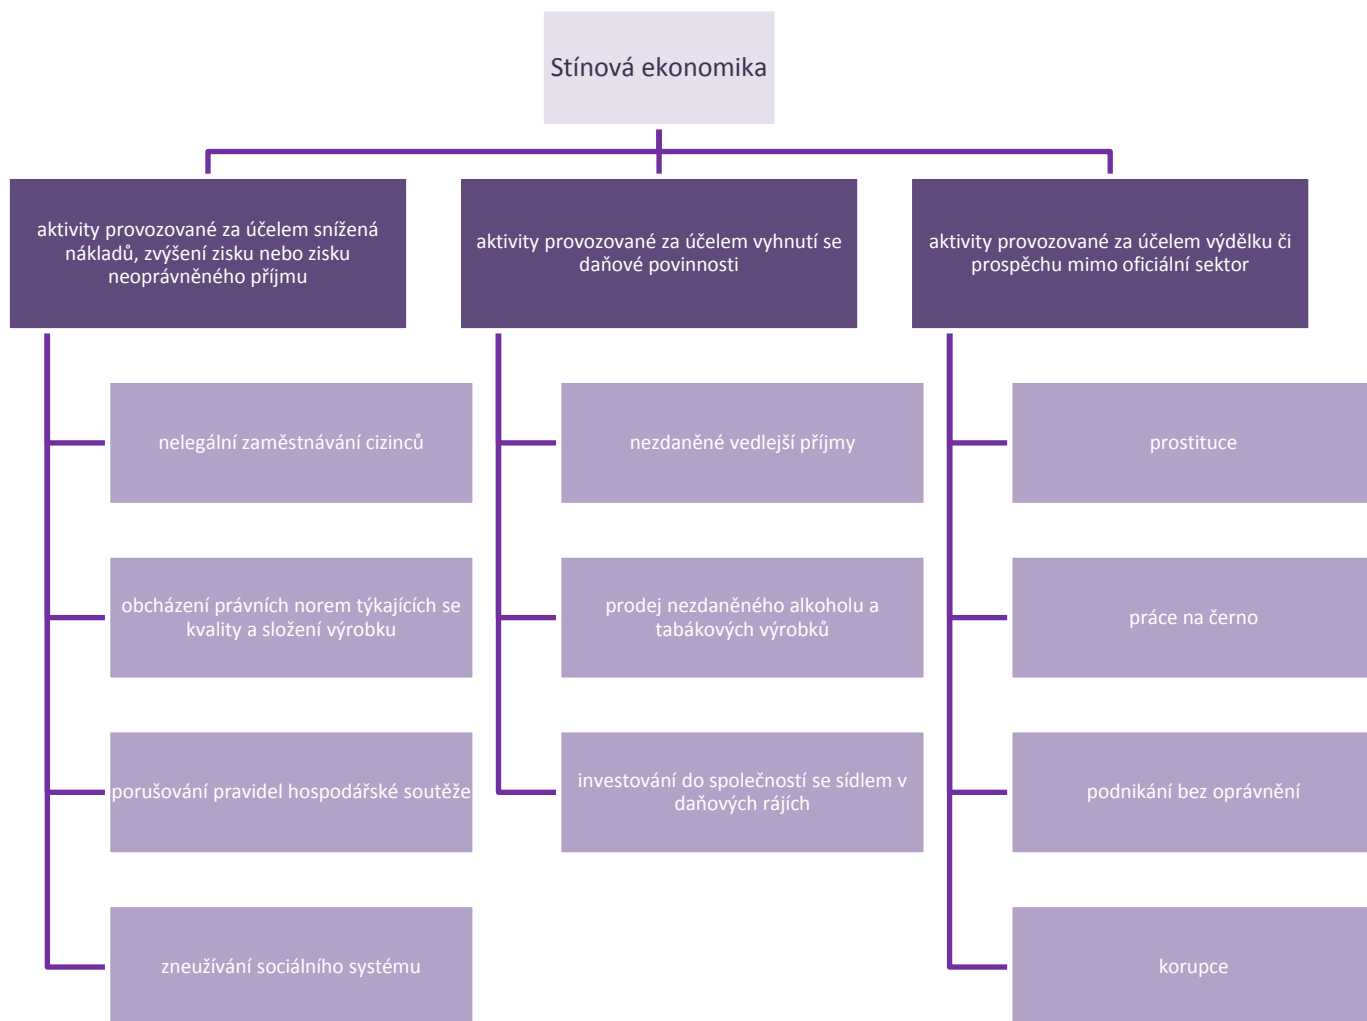 Stínová ekonomika
aktivity provozované za účelem snížená
nákladů, zvýšení zisku nebo zisku
neoprávněného příjmu
aktivity provozované za účelem vyhnutí se
daňové povinnosti
aktivity provozované za účelem výdělku či
prospěchu mimo oficiální sektor
nelegální zaměstnávání cizinců
obcházení právních norem týkajících se
kvality a složení výrobku
porušování pravidel hospodářské soutěže
zneužívání sociálního systému
nezdaněné vedlejší příjmy
prodej nezdaněného alkoholu a
tabákových výrobků
investování do společností se sídlem v
daňových rájích
prostituce
práce na černo
podnikání bez oprávnění
korupce